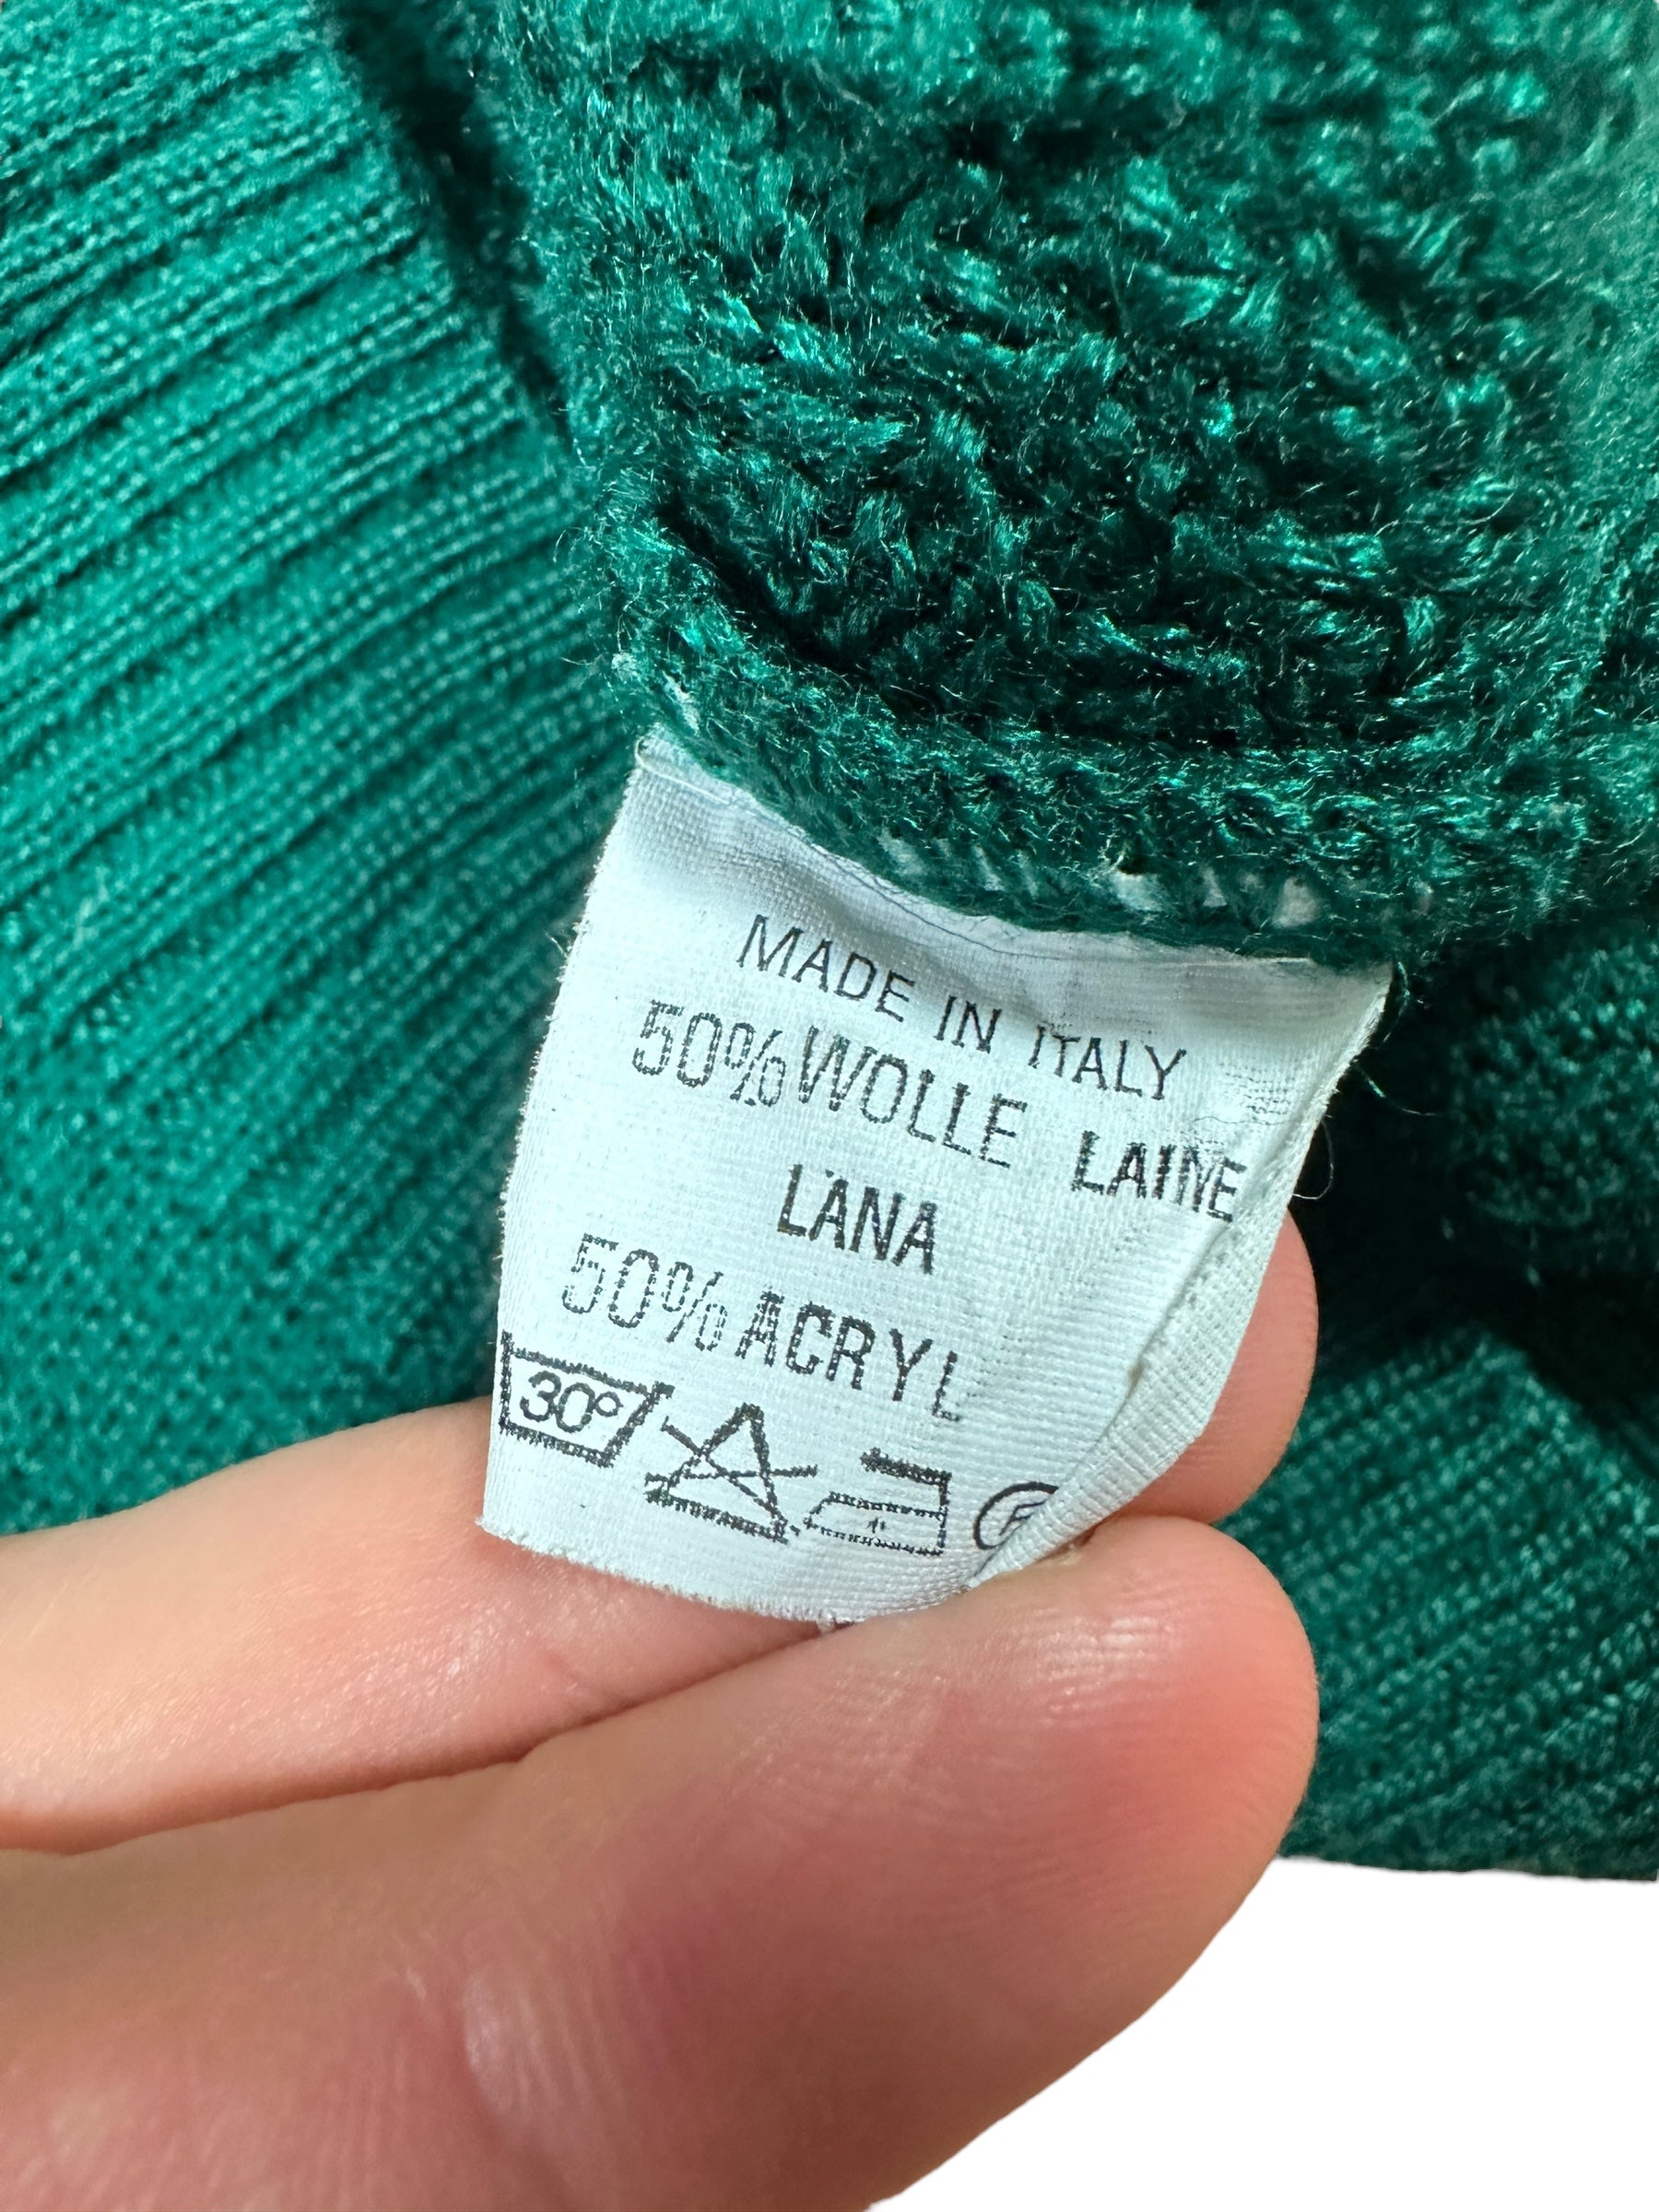 MADE IN ITALY
50% WOLLE LAINE
LANA
50% ACRYL
30°